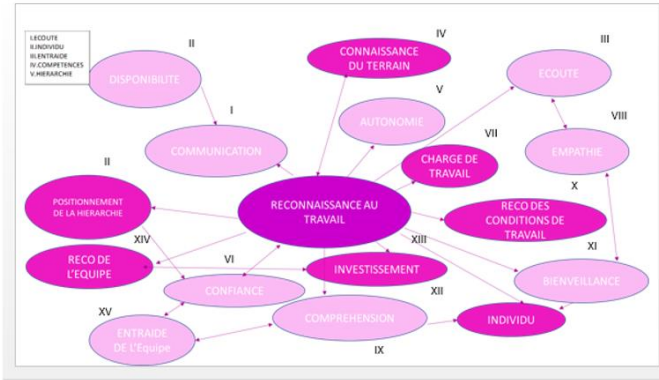 I.ECOUTE
II.INDIVIDU
III.ENTRAIDE
IV.COMPETENCES
V.HIERARCHIE
II
DISPONIBILITE
IV
CONNAISSANCE
DU TERRAIN
III
ECOUTE
I
COMMUNICATION
V
AUTONOMIE
VIII
EMPATHIE
VII
CHARGE DE
TRAVAIL
II
POSITIONNEMENT
DE LA HIERARCHIE
RECONNAISSANCE AU
TRAVAIL
X
RECO DES
CONDITIONS DE
TRAVAIL
XIV
RECO DE
L'EQUIPE
VI
CONFIANCE
XIII
INVESTISSEMENT
XI
BIENVEILLANCE
XII
XV
ENTRAIDE
DE L'Equipe
COMPREHENSION
IX
INDIVIDU